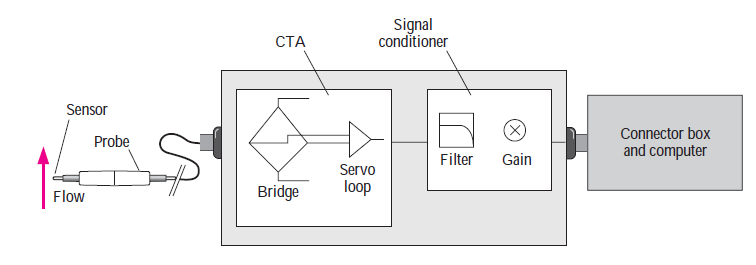 Signal
conditioner
CTA
Sensor
Probe
Flow
Bridge
Servo
loop
Filter
Gain
Connector box
and computer